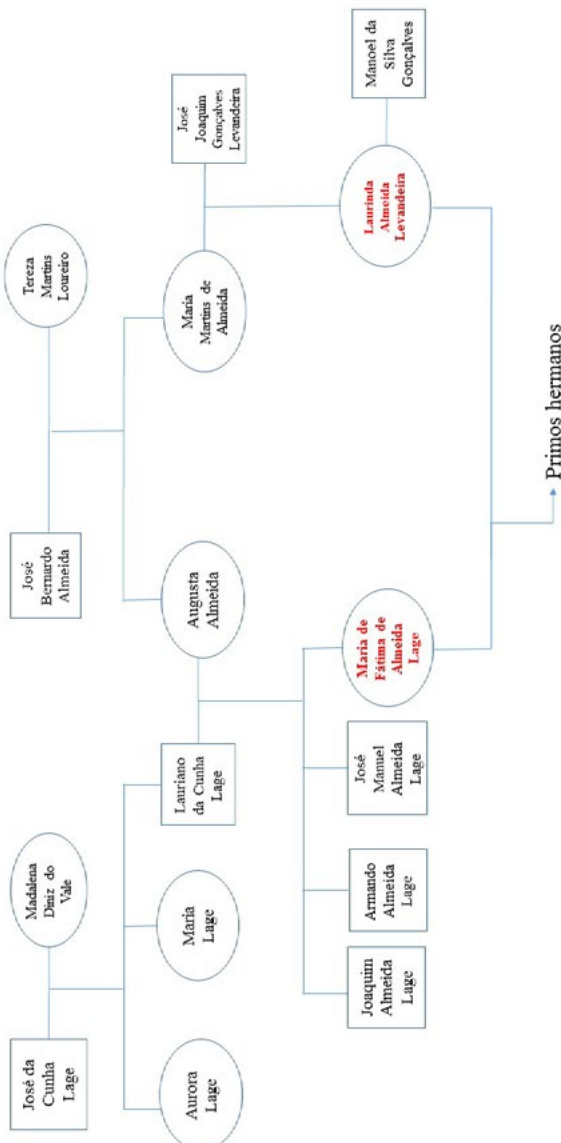 José da
Cunha
Lage
Madalena
Diniz do
Vale
José
Bernardo
Almeida
Tereza
Martins
Loureiro
Aurora
Lage
Maria
Lage
Lauriano
da Cunha
Lage
Augusta
Almeida
Maria
Martins de
Almeida
José
Joaquim
Gonçalves
Levandeira
Joaquim
Almeida
Lage
Armando
Almeida
Lage
José
Manuel
Almeida
Lage
Maria de
Fátima de
Almeida
Lage
Laurinda
Almeida
Levandeira
Manoel da
Silva
Gonçalves
Primos hermanos